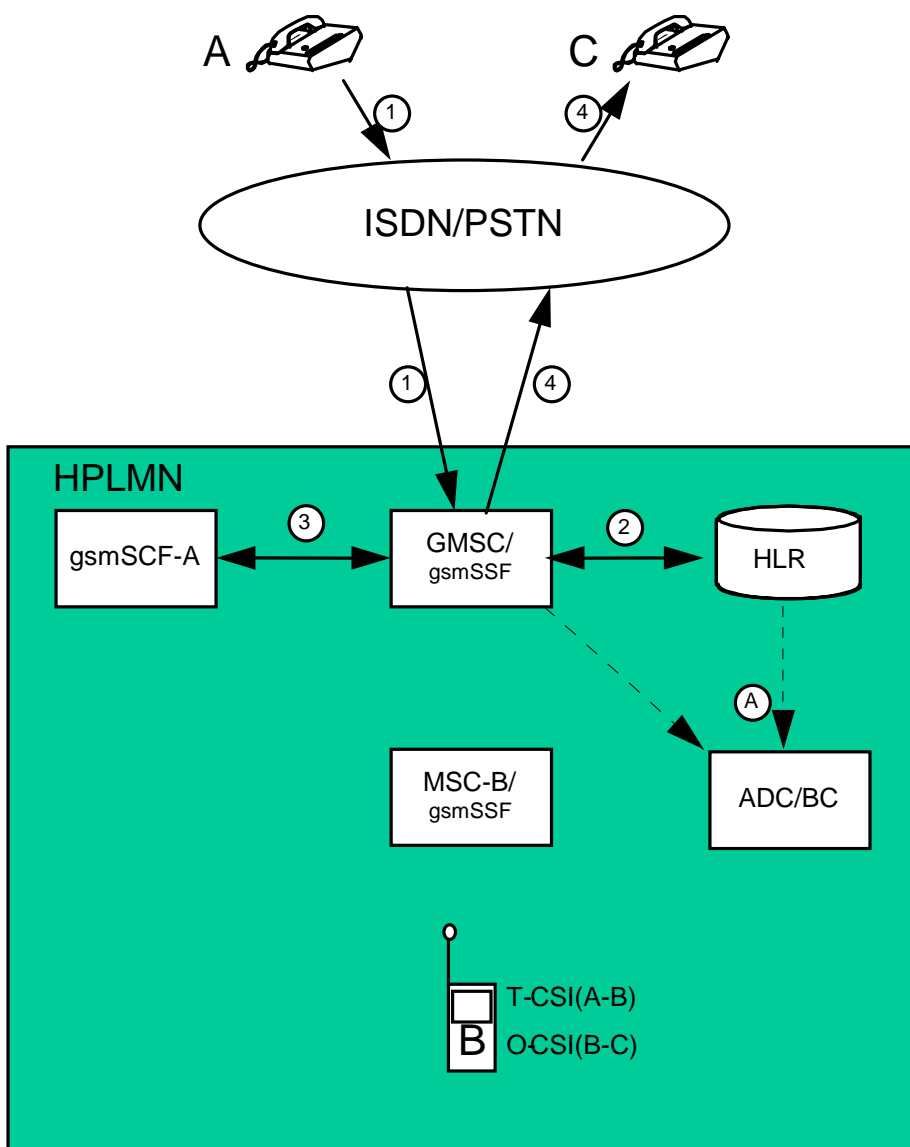 A
C
1
4
ISDN/PSTN
1
4
HPLMN
gsmSCF-A
3
GMSC/
gsmSSF
2
HLR
A
MSC-B/
gsmSSF
ADC/BC
T-CSI(A-B)
B
O-CSI(B-C)